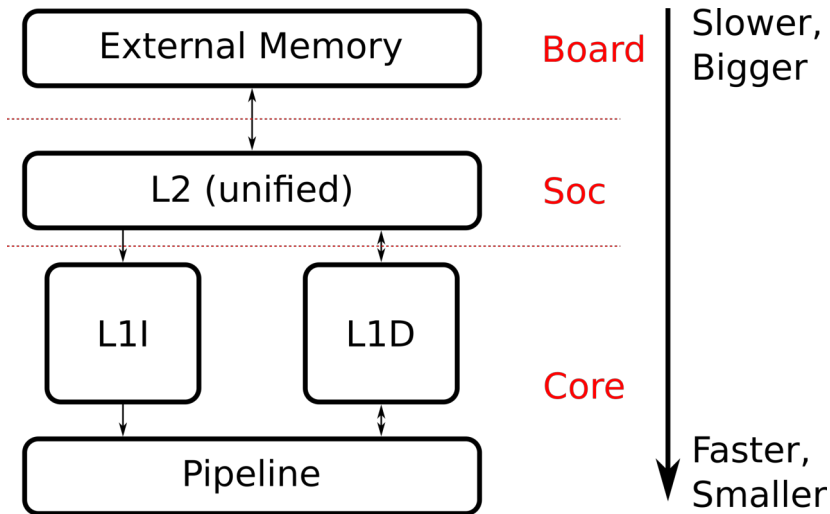 External Memory
Board
Slower,
Bigger
L2 (unified)
Soc
L1I
L1D
Core
Pipeline
Faster,
Smaller